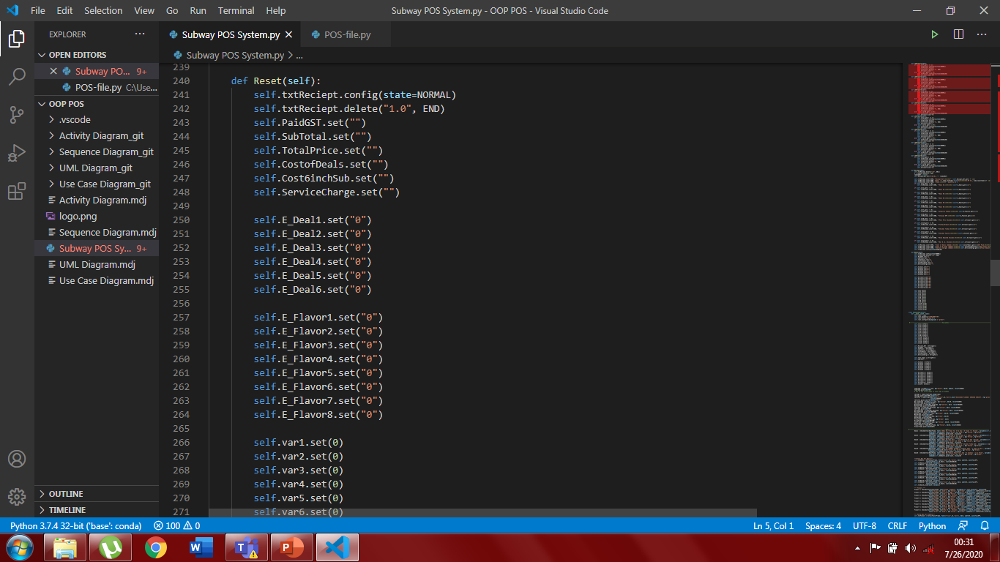 File Edit Selection View Go Run Terminal Help Subway POS System.py - OOP POS - Visual Studio Code
EXPLORER
OPEN EDITORS
Subway PO... 9+
POS-file.py C:\Use...
OOP POS
.vscode
Activity Diagram_git
Sequence Diagram_git
UML Diagram_git
Use Case Diagram_git
Activity Diagram.mdj
logo.png
Sequence Diagram.mdj
Subway POS Sy... 9+
UML Diagram.mdj
Use Case Diagram.mdj
OUTLINE
TIMELINE
Subway POS System.py POS-file.py
Subway POS System.py > ...
239
240 def Reset(self):
241 self.txtReciept.config(state=NORMAL)
242 self.txtReciept.delete("1.0", END)
243 self.PaidGST.set("")
244 self.SubTotal.set("")
245 self.TotalPrice.set("")
246 self.CostofDeals.set("")
247 self.Cost6inchSub.set("")
248 self.ServiceCharge.set("")
249
250 self.E_Deal1.set("0")
251 self.E_Deal2.set("0")
252 self.E_Deal3.set("0")
253 self.E_Deal4.set("0")
254 self.E_Deal5.set("0")
255 self.E_Deal6.set("0")
256
257 self.E_Flavor1.set("0")
258 self.E_Flavor2.set("0")
259 self.E_Flavor3.set("0")
260 self.E_Flavor4.set("0")
261 self.E_Flavor5.set("0")
262 self.E_Flavor6.set("0")
263 self.E_Flavor7.set("0")
264 self.E_Flavor8.set("0")
265
266 self.var1.set(0)
267 self.var2.set(0)
268 self.var3.set(0)
269 self.var4.set(0)
270 self.var5.set(0)
271 self.var6.set(0)
Python 3.7.4 32-bit ('base': conda) 100 0 Ln 5, Col 1 Spaces: 4 UTF-8 CRLF Python
00:31
7/26/2020